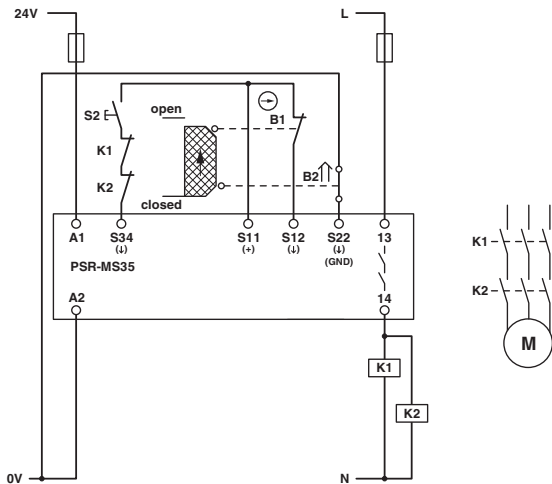 24V
L
S2
open
B1
K1
B2
K2
closed
A1
S34
(↓)
S11
(+)
S12
(↓)
S22
(↓)
(GND)
13
PSR-MS35
A2
14
K1
K2
M
K1
K2
0V
N